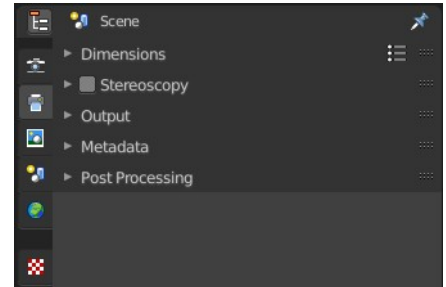 Scene
Dimensions
Stereoscopy
Output
Metadata
Post Processing